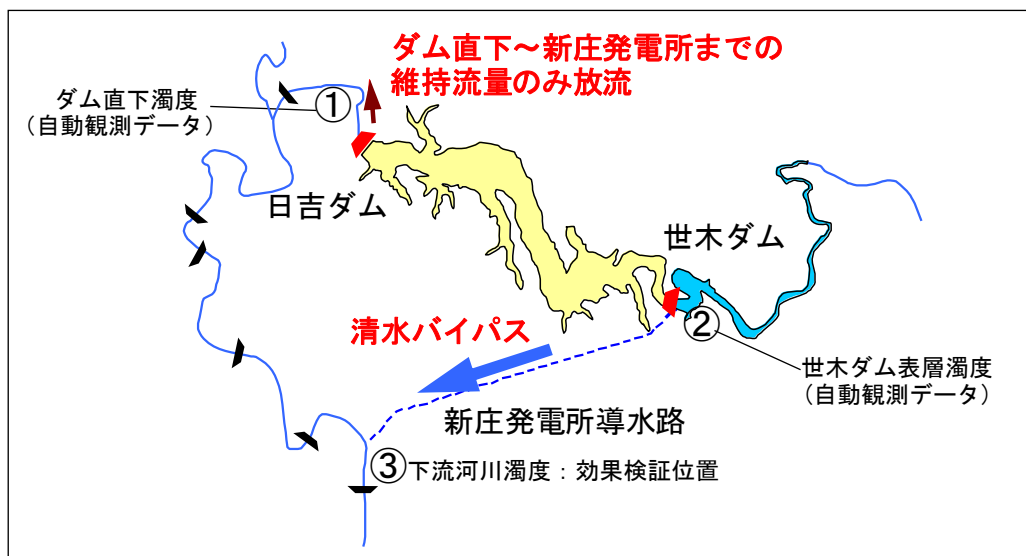 ダム直下～新庄発電所までの
維持流量のみ放流
ダム直下濁度
(自動観測データ)
①
日吉ダム
世木ダム
清水バイパス
②
世木ダム表層濁度
(自動観測データ)
新庄発電所導水路
③下流河川濁度：効果検証位置